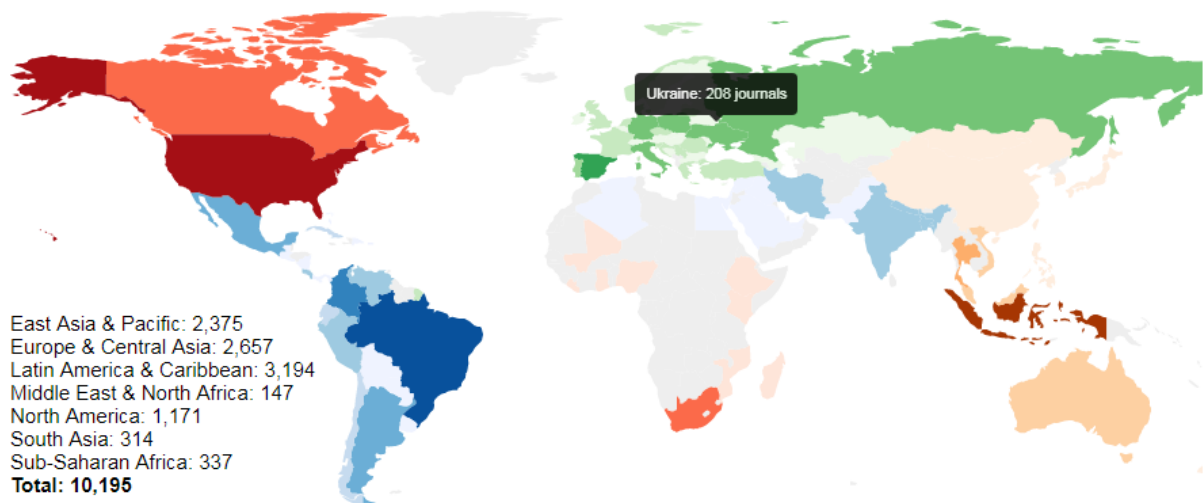 Ukraine: 208 journals
East Asia & Pacific: 2,375
Europe & Central Asia: 2,657
Latin America & Caribbean: 3,194
Middle East & North Africa: 147
North America: 1,171
South Asia: 314
Sub-Saharan Africa: 337
Total: 10,195